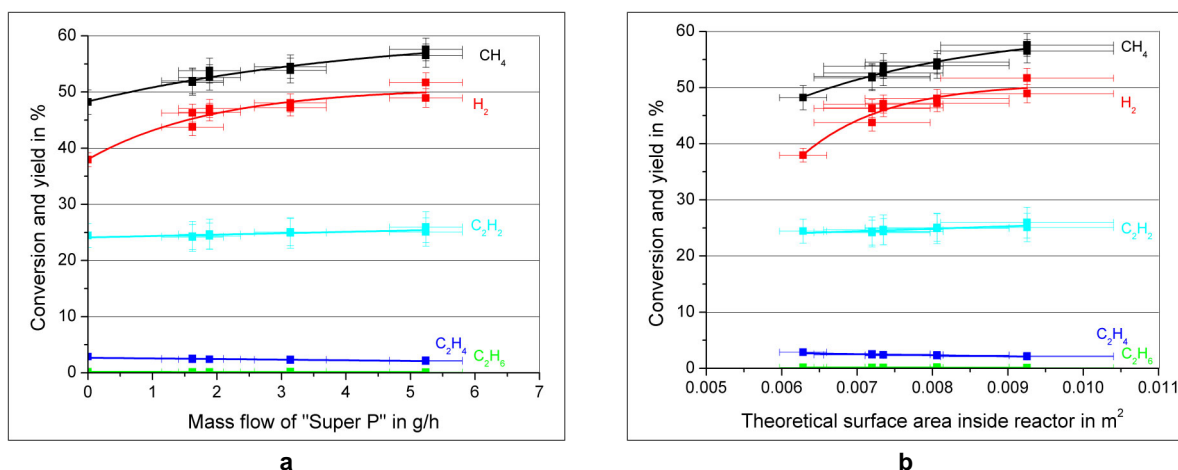 60
50
40
30
20
10
0
0 1 2 3 4 5 6 7
Conversion and yield in %
Mass flow of "Super P" in g/h
CH₄
H₂
C₂H₂
C₂H₄
C₂H₆
a
60
50
40
30
20
10
0
0.005 0.006 0.007 0.008 0.009 0.010 0.011
Conversion and yield in %
Theoretical surface area inside reactor in m²
CH₄
H₂
C₂H₂
C₂H₄
C₂H₆
b